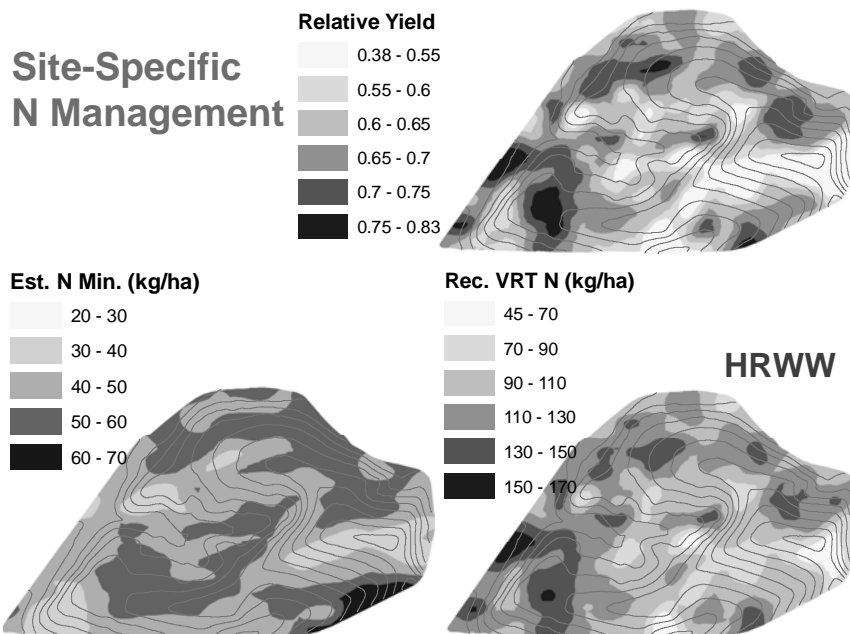 Site-Specific
N Management
Relative Yield
0.38 - 0.55
0.55 - 0.6
0.6 - 0.65
0.65 - 0.7
0.7 - 0.75
0.75 - 0.83
Est. N Min. (kg/ha)
20 - 30
30 - 40
40 - 50
50 - 60
60 - 70
Rec. VRT N (kg/ha)
45 - 70
70 - 90
90 - 110
110 - 130
130 - 150
150 - 170
HRWW